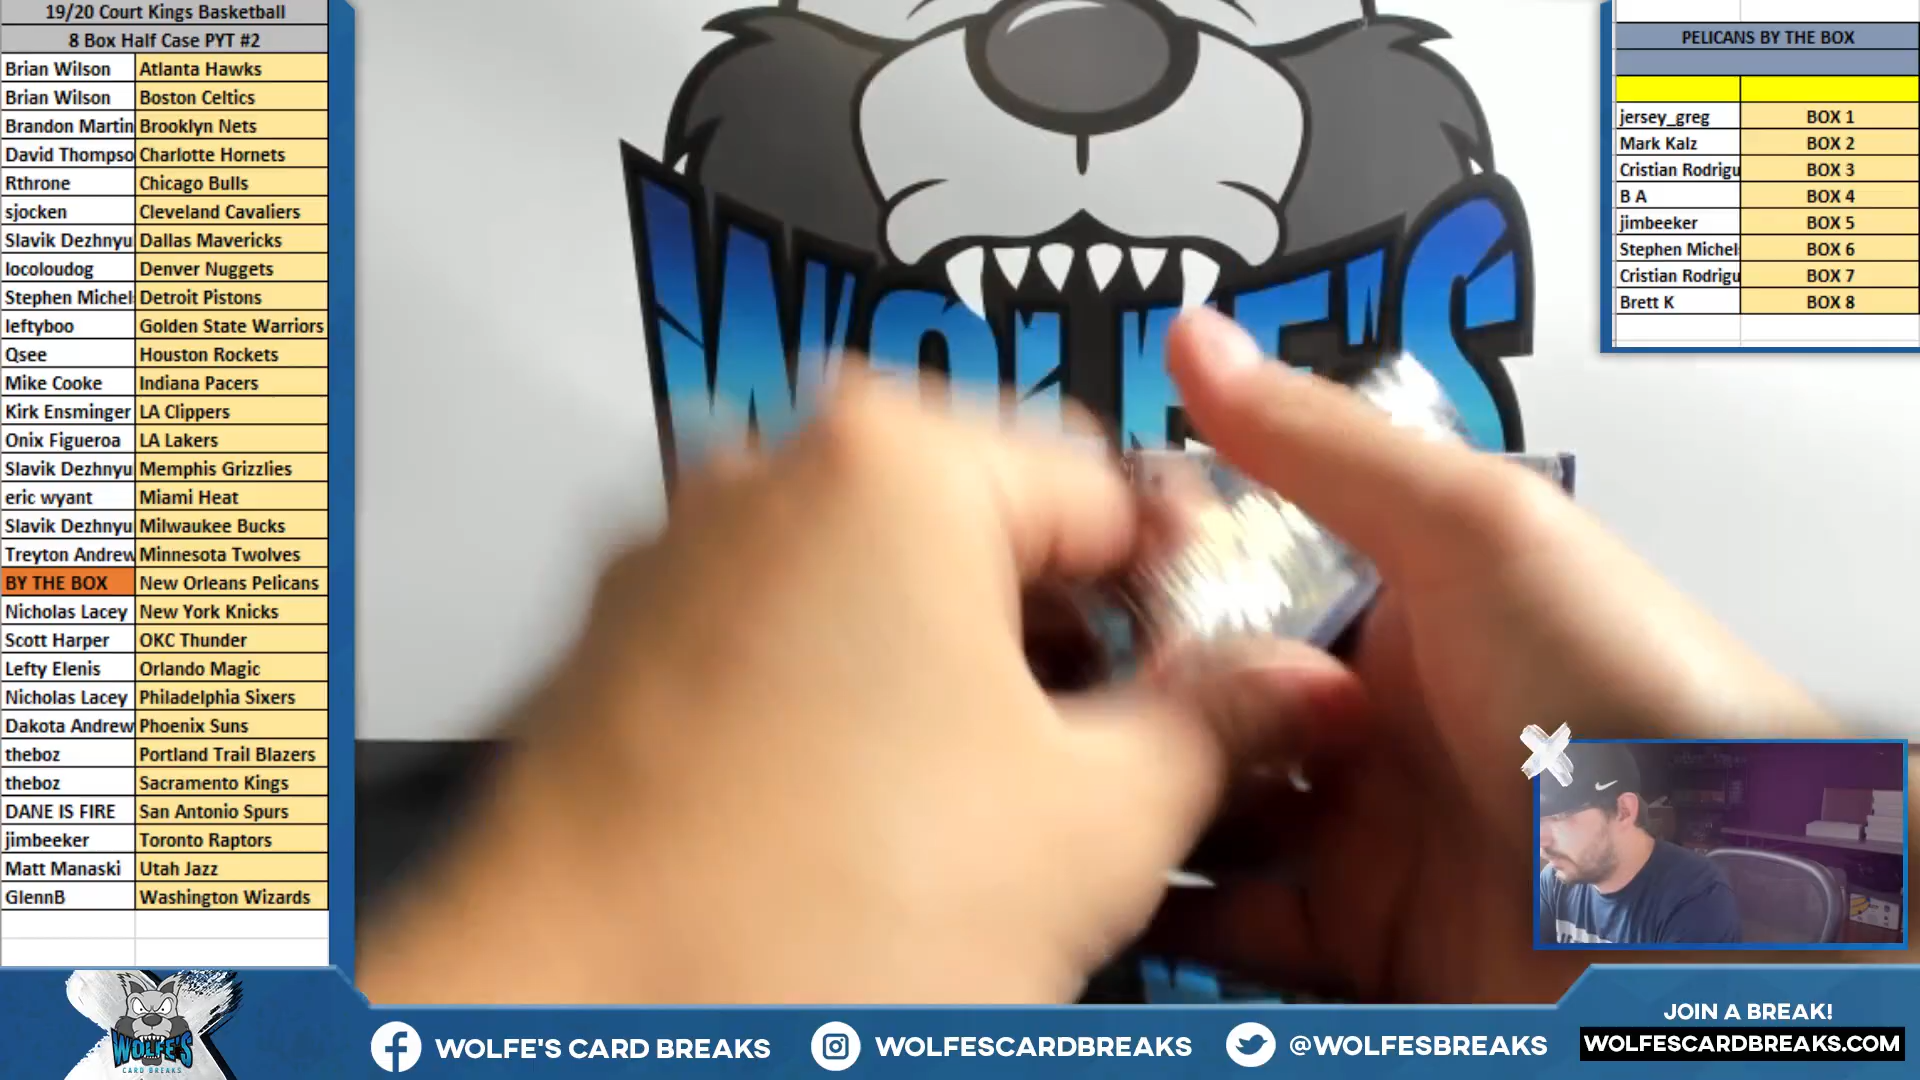 19/20 Court Kings Basketball
8 Box Half Case PYT #2
Brian Wilson Atlanta Hawks
Brian Wilson Boston Celtics
Brandon Martin Brooklyn Nets
David Thompso Charlotte Hornets
Rthrone Chicago Bulls
sjocken Cleveland Cavaliers
Slavik Dezhnyu Dallas Mavericks
locoloudog Denver Nuggets
Stephen Michel Detroit Pistons
leftyboo Golden State Warriors
Qsee Houston Rockets
Mike Cooke Indiana Pacers
Kirk Ensminger LA Clippers
Onix Figueroa LA Lakers
Slavik Dezhnyu Memphis Grizzlies
eric wyant Miami Heat
Slavik Dezhnyu Milwaukee Bucks
Treyton Andrew Minnesota Twolves
BY THE BOX New Orleans Pelicans
Nicholas Lacey New York Knicks
Scott Harper OKC Thunder
Lefty Elenis Orlando Magic
Nicholas Lacey Philadelphia Sixers
Dakota Andrew Phoenix Suns
theboz Portland Trail Blazers
theboz Sacramento Kings
DANE IS FIRE San Antonio Spurs
jimbeeker Toronto Raptors
Matt Manaski Utah Jazz
GlennB Washington Wizards
WOLFE'S
PELICANS BY THE BOX
jersey_greg BOX 1
Mark Kalz BOX 2
Cristian Rodrigu BOX 3
B A BOX 4
jimbeeker BOX 5
Stephen Michel BOX 6
Cristian Rodrigu BOX 7
Brett K BOX 8
WOLFE'S
CARD BREAKS
WOLFE'S CARD BREAKS
WOLFESCARDBREAKS
@WOLFESBREAKS
JOIN A BREAK!
WOLFESCARDBREAKS.COM